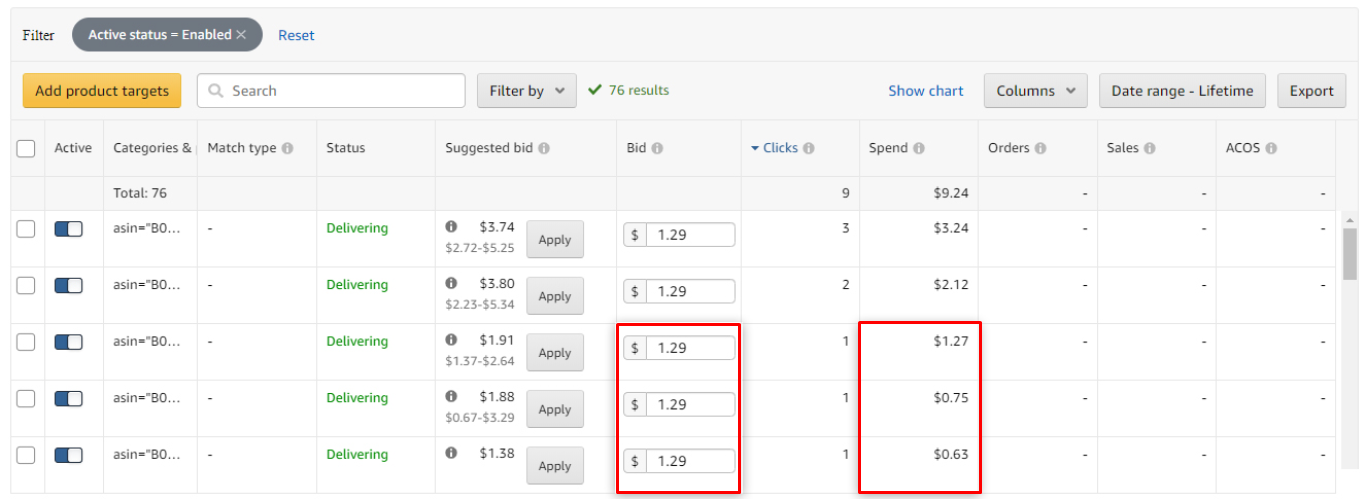 Filter Active status = Enabled × Reset
Add product targets Search Filter by 76 results Show chart Columns Date range - Lifetime Export
Active Categories & Match type Status Suggested bid Bid Clicks Spend Orders Sales ACOS
Total: 76 9 $9.24 - - -
asin="B0... - Delivering $3.74 Apply $ 1.29 3 $3.24 - - -
$2.72-$5.25
asin="B0... - Delivering $3.80 Apply $ 1.29 2 $2.12 - - -
$2.23-$5.34
asin="B0... - Delivering $1.91 Apply $ 1.29 1 $1.27 - - -
$1.37-$2.64
asin="B0... - Delivering $1.88 Apply $ 1.29 1 $0.75 - - -
$0.67-$3.29
asin="B0... - Delivering $1.38 Apply $ 1.29 1 $0.63 - - -